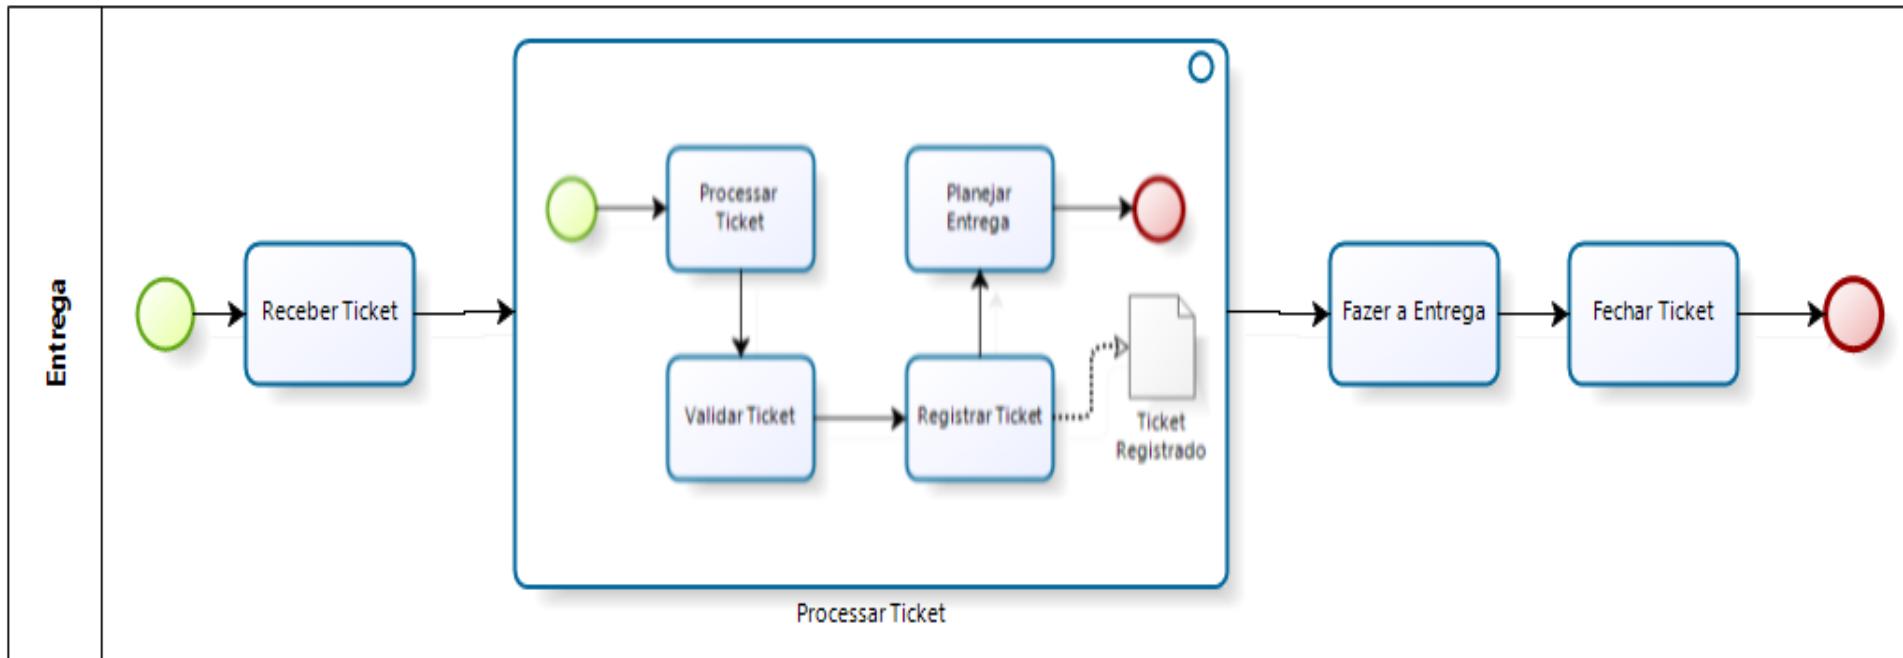 Entrega
Receber Ticket
Processar
Ticket
Validar Ticket
Registrar Ticket
Planejar
Entrega
Ticket
Registrado
Processar Ticket
Fazer a Entrega
Fechar Ticket